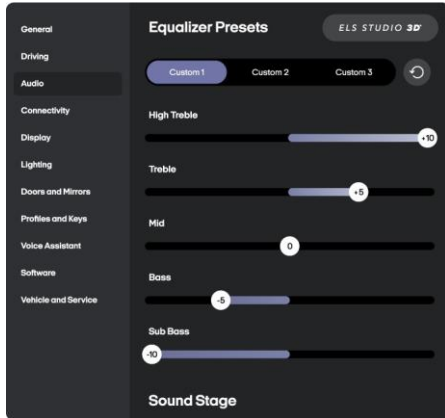 General
Driving
Audio
Connectivity
Display
Lighting
Doors and Mirrors
Profiles and Keys
Voice Assistant
Software
Vehicle and Service
Equalizer Presets
ELS STUDIO 3D
Custom 1 Custom 2 Custom 3
High Treble
+10
Treble
+5
Mid
0
Bass
-5
Sub Bass
-10
Sound Stage